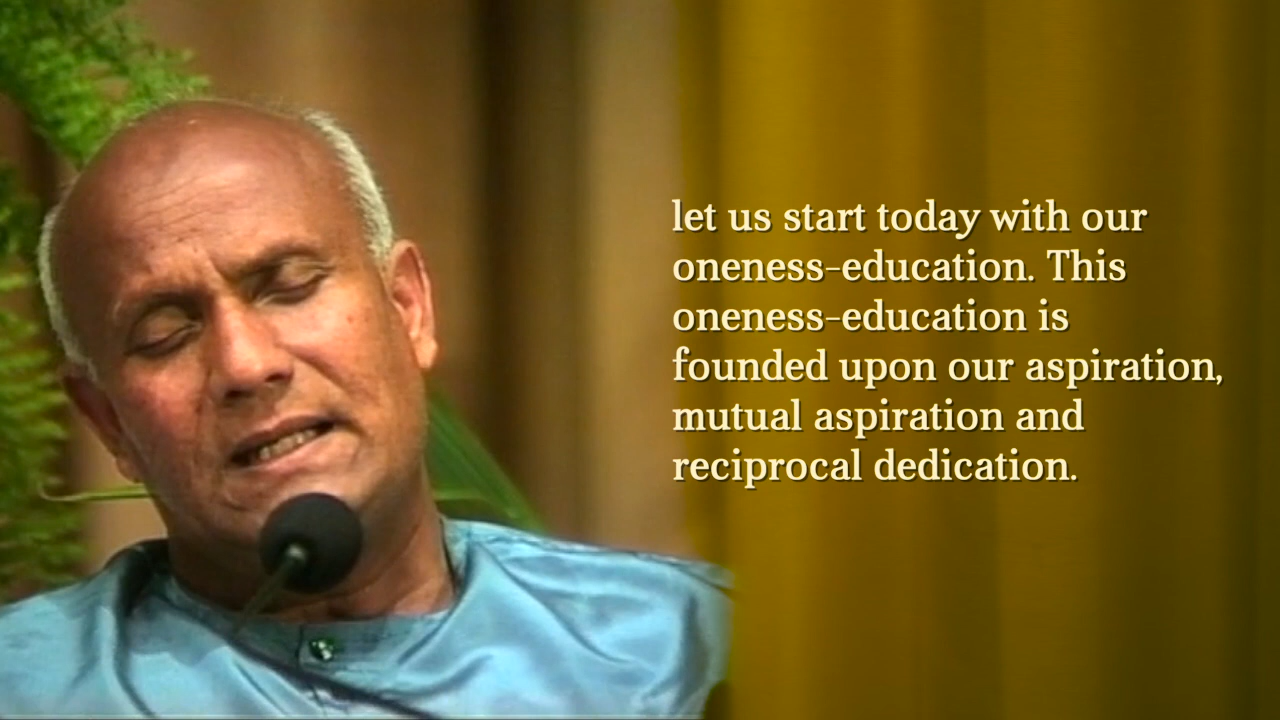 let us start today with our
oneness-education. This
oneness-education is
founded upon our aspiration,
mutual aspiration and
reciprocal dedication.